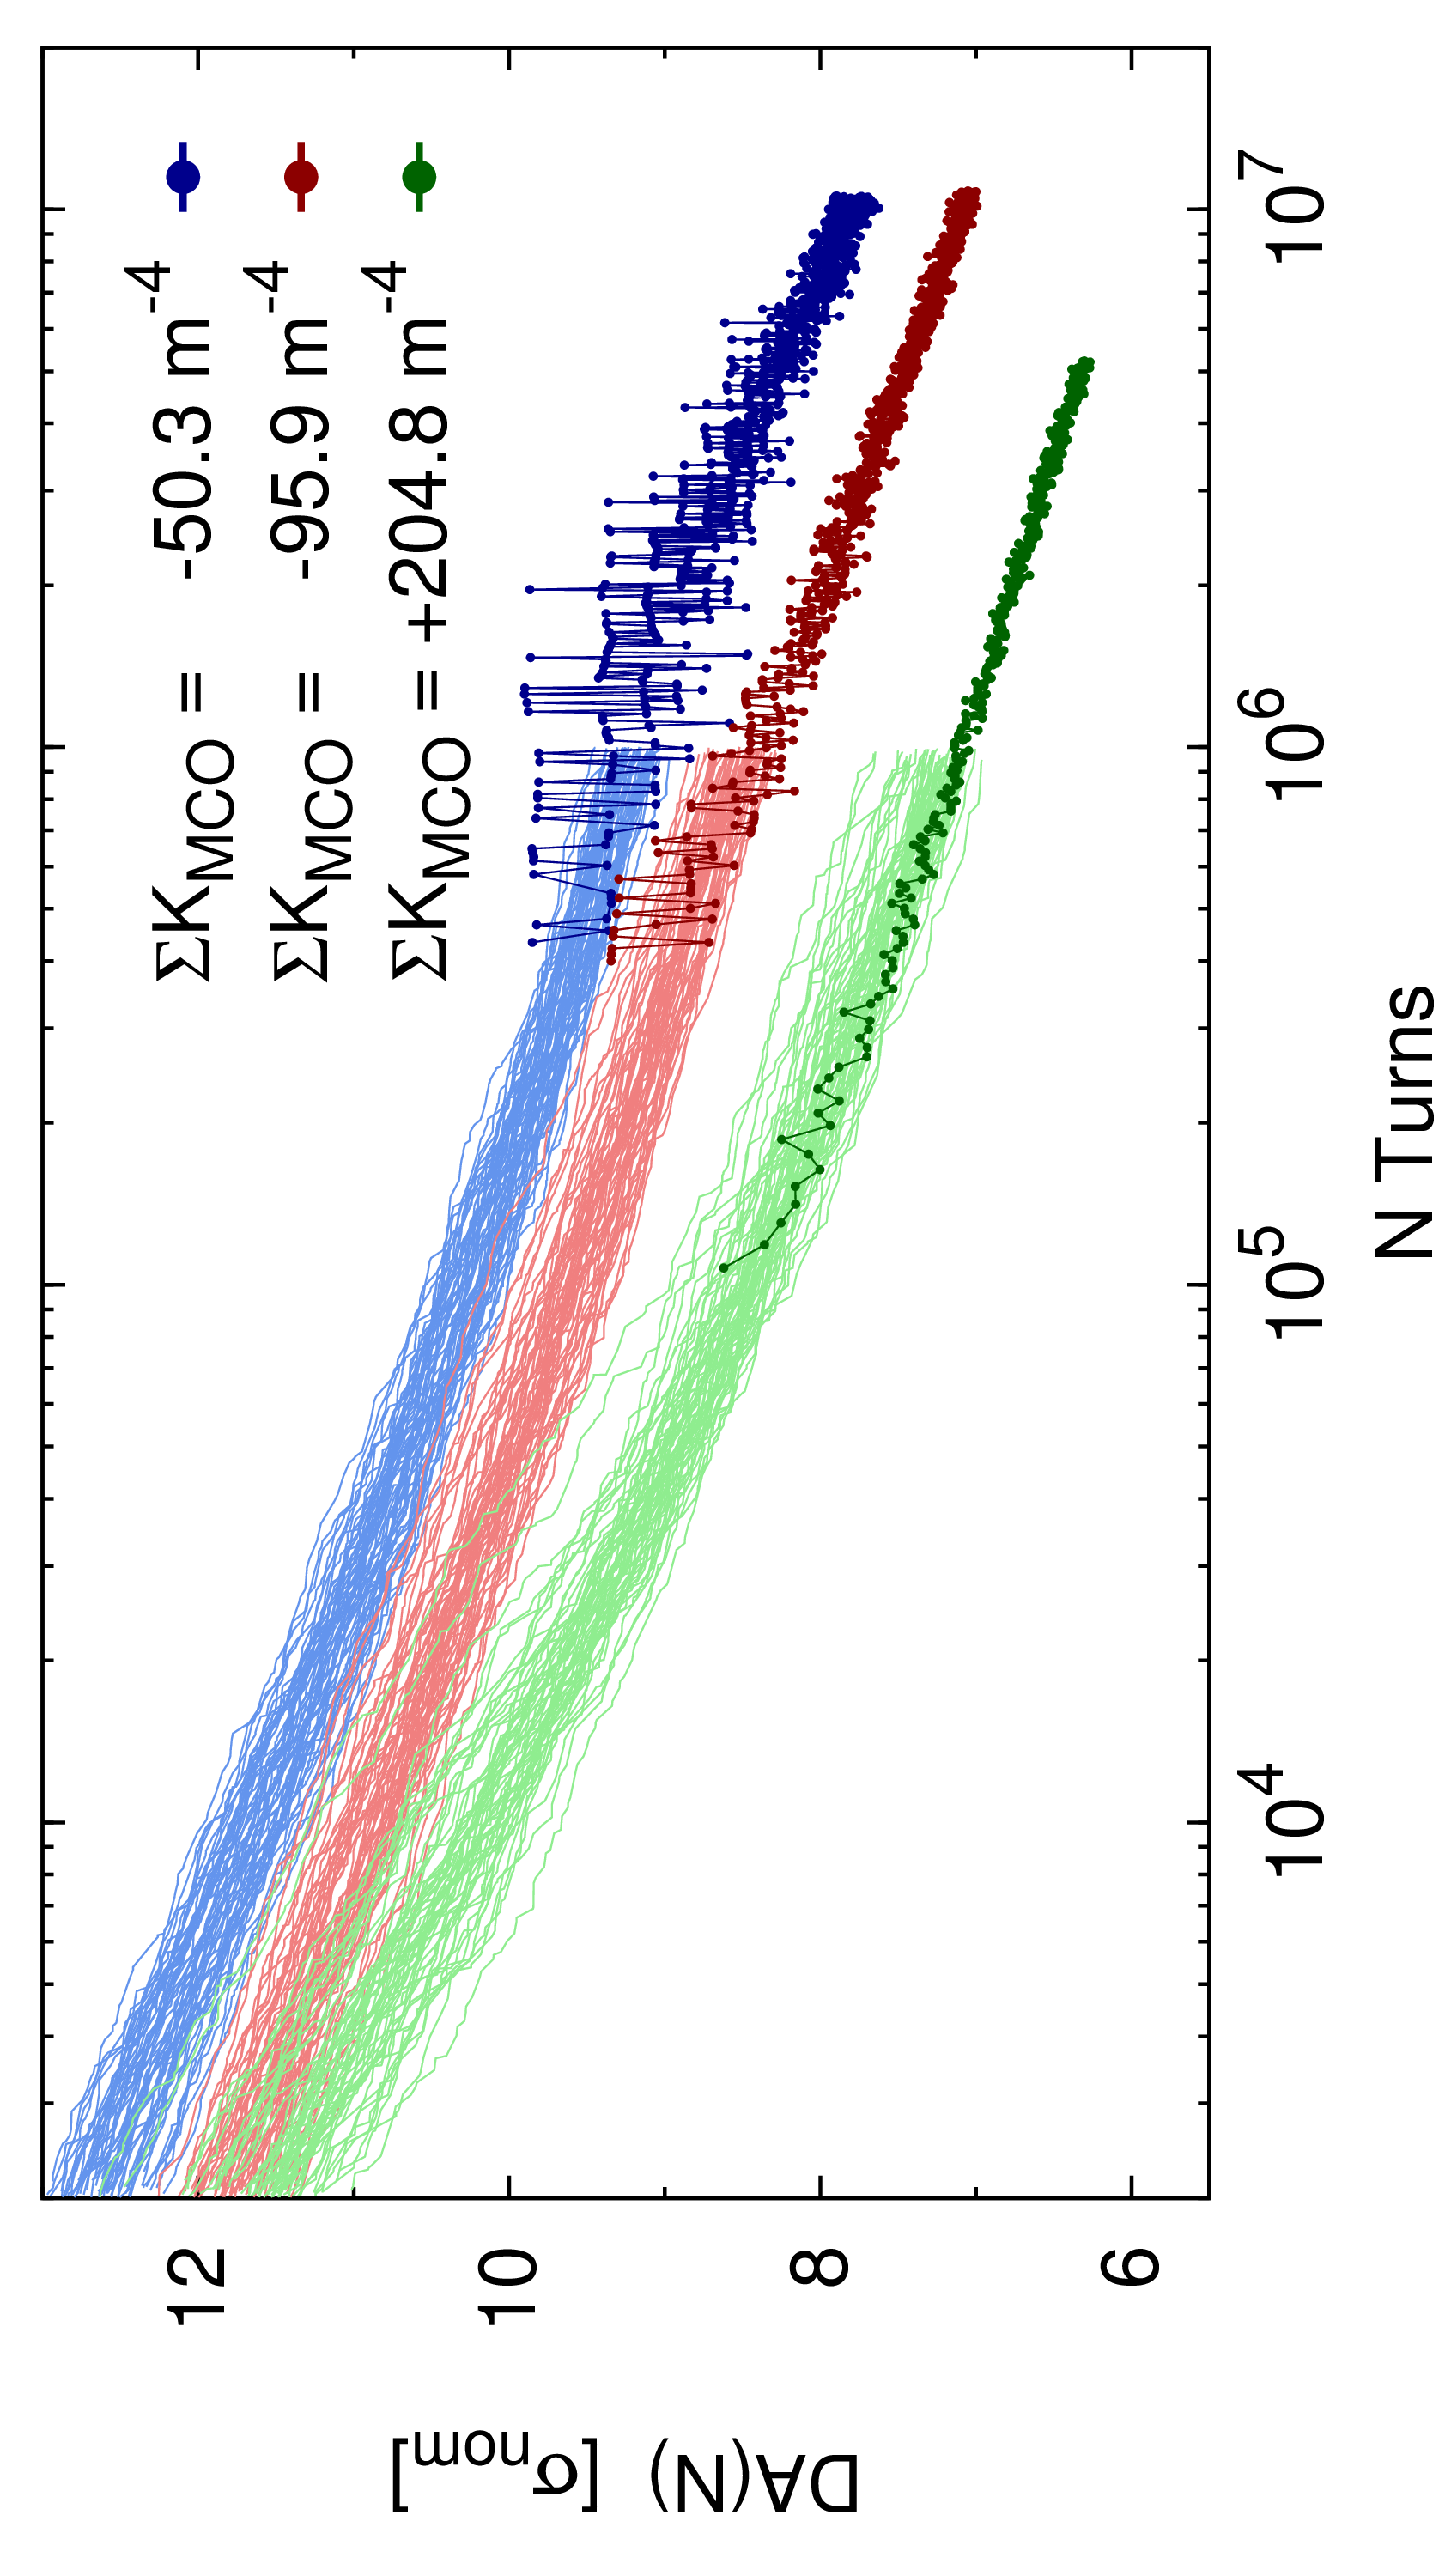 ΣK_MCO = -50.3 m^-4
ΣK_MCO = -95.9 m^-4
ΣK_MCO = +204.8 m^-4
DA(N) [σ_nom]
12
10
8
6
10^4
10^5
10^6
10^7
N Turns